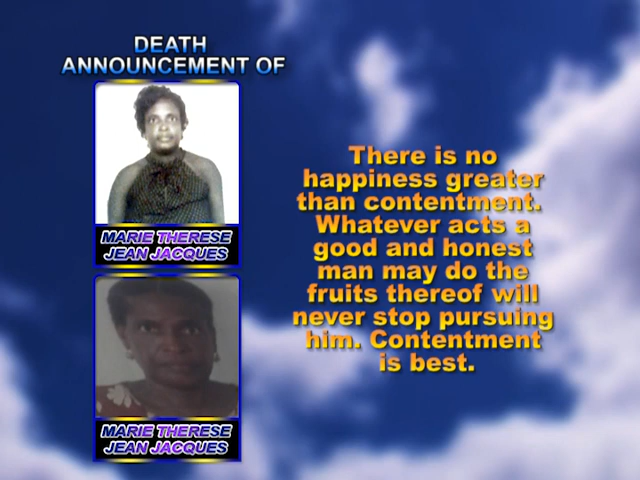 DEATH
ANNOUNCEMENT OF
MARIE THERESE
JEAN JACQUES
MARIE THERESE
JEAN JACQUES
There is no
happiness greater
than contentment.
Whatever acts a
good and honest
man may do the
fruits thereof will
never stop pursuing
him. Contentment
is best.